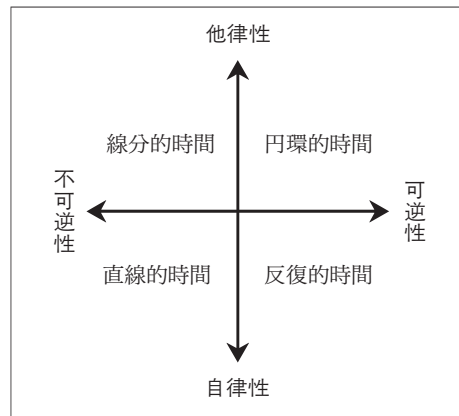 他律性
線分的時間 円環的時間
不可逆性
可逆性
直線的時間 反復的時間
自律性